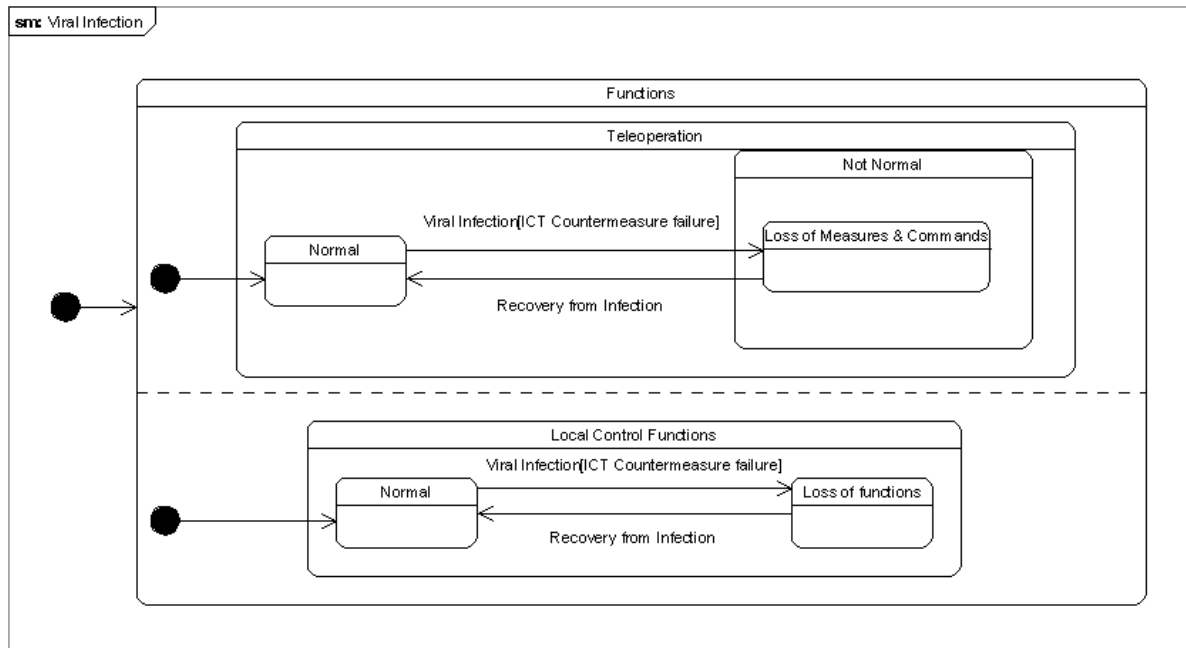 sm: Viral Infection
Functions
Teleoperation
Not Normal
Viral Infection[ICT Countermeasure failure]
Loss of Measures & Commands
Normal
Recovery from Infection
Local Control Functions
Viral Infection[ICT Countermeasure failure]
Normal
Loss of functions
Recovery from Infection